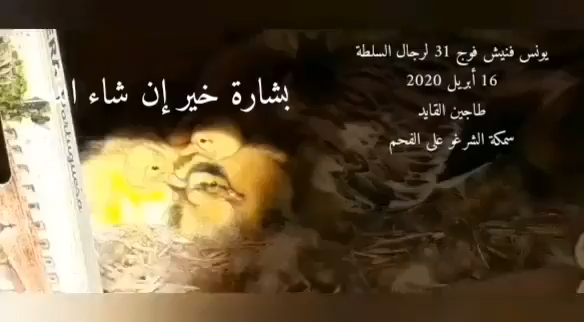 يونس فنيش فوج 31 لرجال السلطة
16 أبريل 2020
طاجين القايد
سمكة الشرغو على الفحم
بشارة خير إن شاء